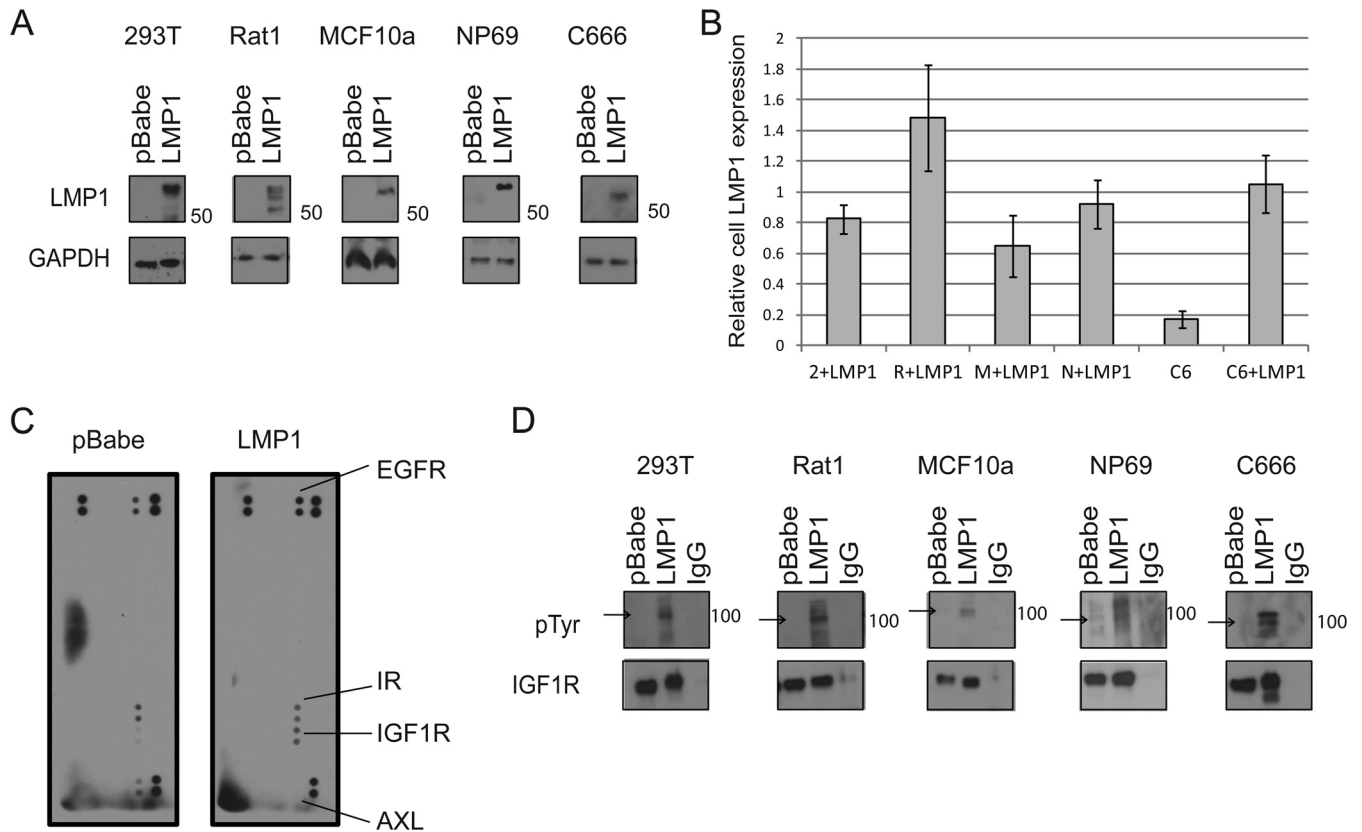 A
293T Rat1 MCF10a NP69 C666
pBabe LMP1 pBabe LMP1 pBabe LMP1 pBabe LMP1 pBabe LMP1
LMP1 50 50 50 50 50
GAPDH
B
Relative cell LMP1 expression
2
1.8
1.6
1.4
1.2
1
0.8
0.6
0.4
0.2
0
2+LMP1 R+LMP1 M+LMP1 N+LMP1 C6 C6+LMP1
C
pBabe LMP1
EGFR
IR
IGF1R
AXL
D
293T Rat1 MCF10a NP69 C666
pBabe LMP1 IgG pBabe LMP1 IgG pBabe LMP1 IgG pBabe LMP1 IgG pBabe LMP1 IgG
pTyr 100 100 100 100 100
IGF1R